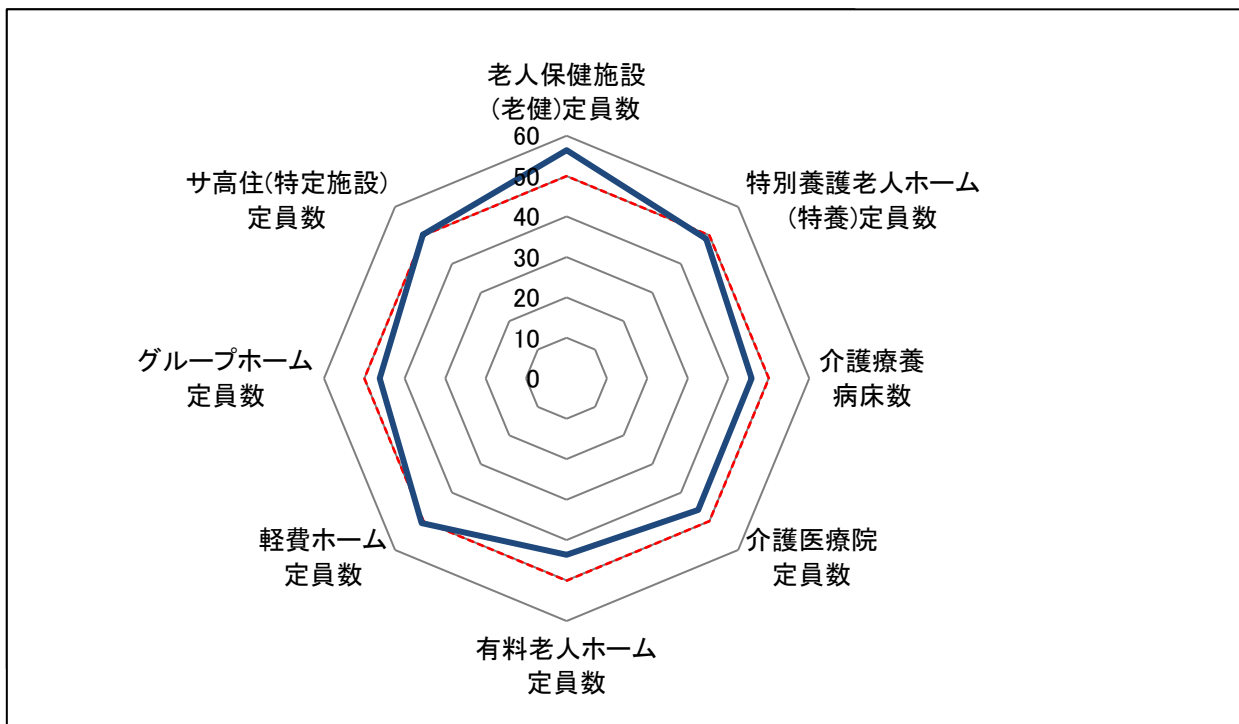 老人保健施設
(老健)定員数
特別養護老人ホーム
(特養)定員数
介護療養
病床数
介護医療院
定員数
有料老人ホーム
定員数
軽費ホーム
定員数
グループホーム
定員数
サ高住(特定施設)
定員数
60
50
40
30
20
10
0